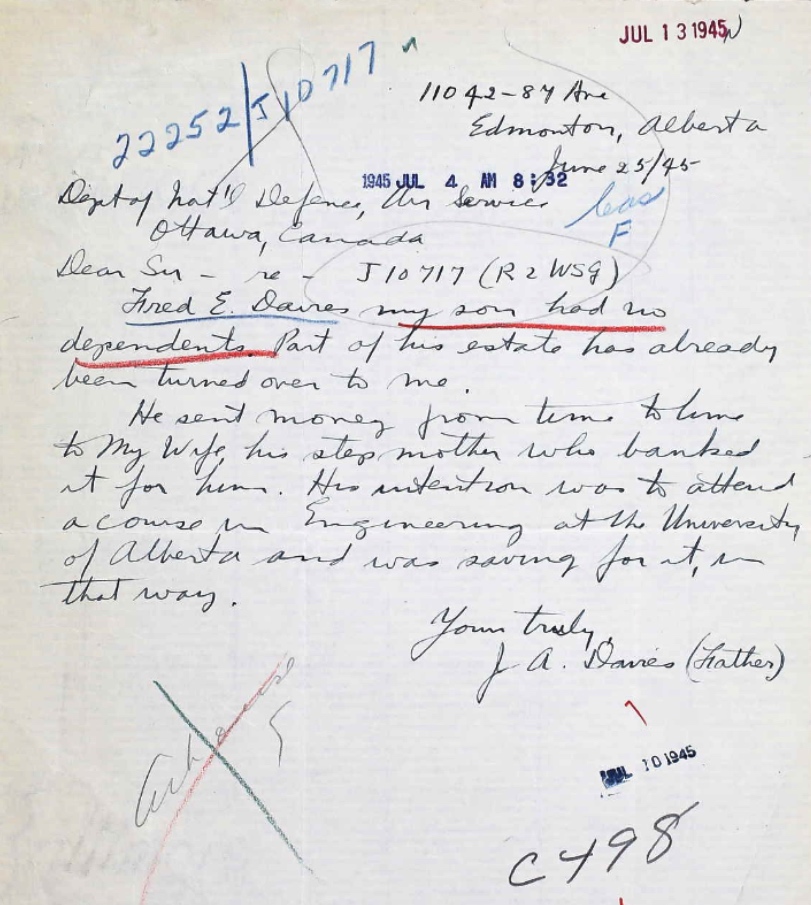 JUL 13 1945
22252/J10717
11042-87 Ave
Edmonton, Alberta
June 25/45
1945 JUL 4 AM 8:32
Dept of Nat'l Defence, Air Service
Ottawa, Canada
F
Dear Sir - re - J10717 (R2WSG)
Fred E. Davies my son had no
dependents. Part of his estate has already
been turned over to me.
He sent money from time to time
to My Wife, his step mother who banked
it for him. His intention was to attend
a course in Engineering at the University
of Alberta and was saving for it, in
that way.
Yours truly,
J. A. Davies (Father)
5
JUL 10 1945
C498